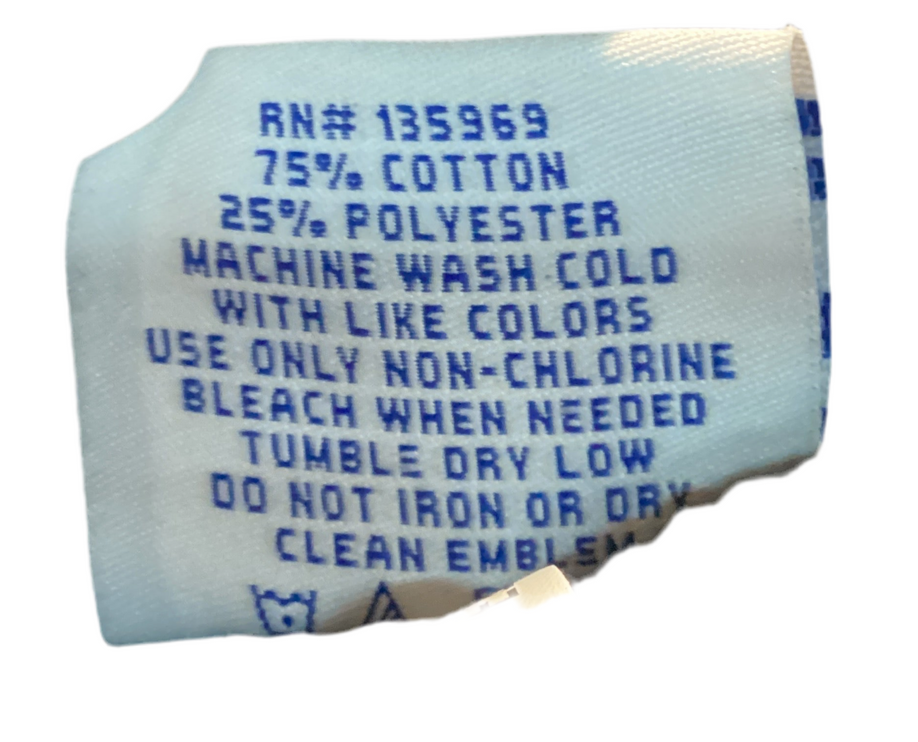 RN# 135969
75% COTTON
25% POLYESTER
MACHINE WASH COLD
WITH LIKE COLORS
USE ONLY NON-CHLORINE
BLEACH WHEN NEEDED
TUMBLE DRY LOW
DO NOT IRON OR DRY
CLEAN EMBLEM